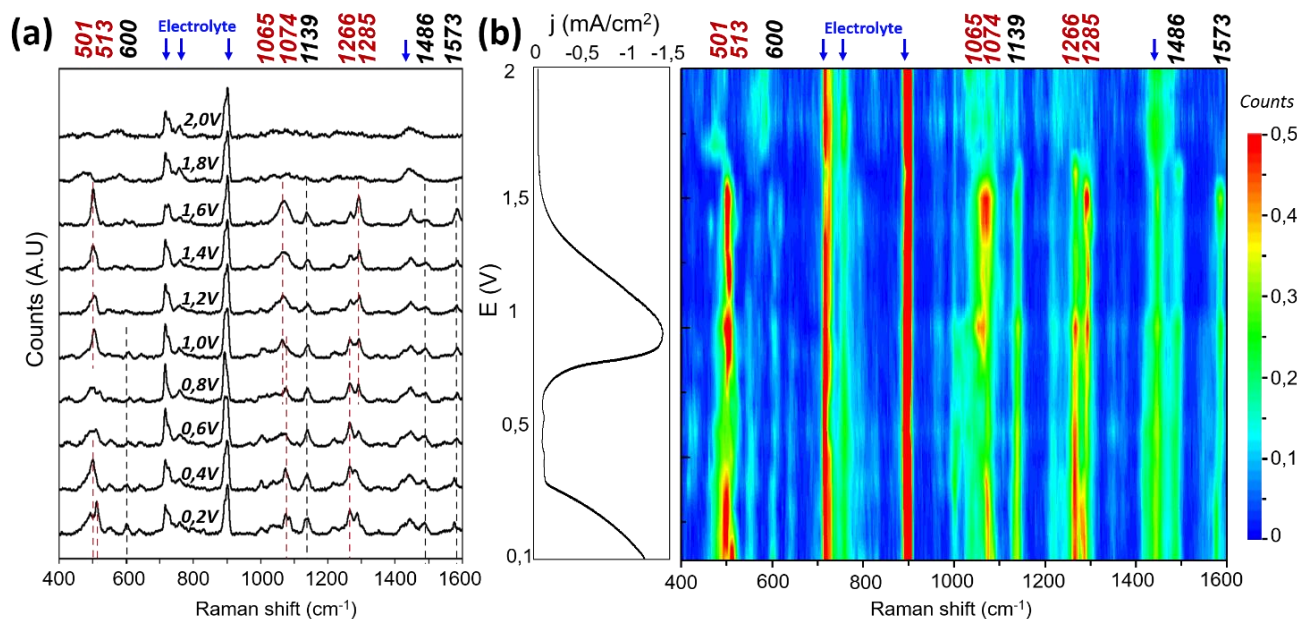 (a)
501
513
600
Electrolyte
1065
1074
1139
1266
1285
1486
1573
2,0V
1,8V
1,6V
1,4V
1,2V
1,0V
0,8V
0,6V
0,4V
0,2V
Counts (A.U)
400 600 800 1000 1200 1400 1600
Raman shift (cm-1)
(b)
j (mA/cm2)
0 -0,5 -1 -1,5
2
1,5
1
0,5
0,1
E (V)
501
513
600
Electrolyte
1065
1074
1139
1266
1285
1486
1573
400 600 800 1000 1200 1400 1600
Raman shift (cm-1)
Counts
0,5
0,4
0,3
0,2
0,1
0